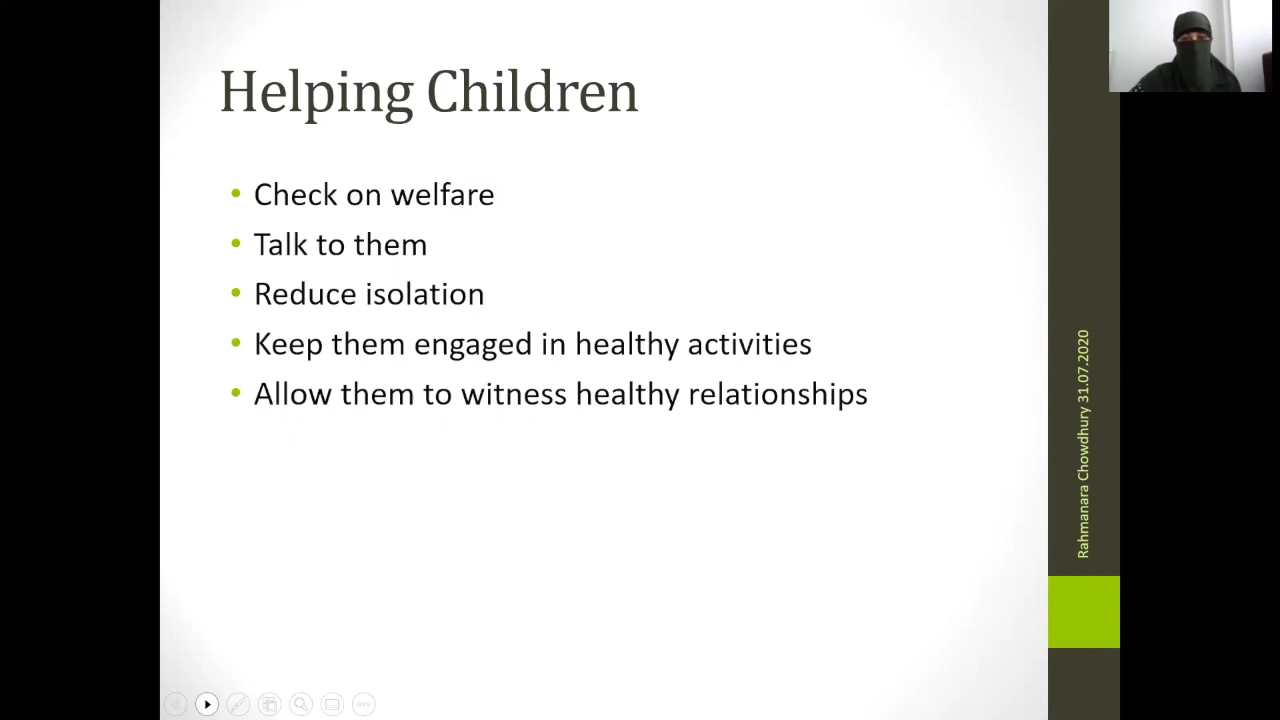 Helping Children
Check on welfare
Talk to them
Reduce isolation
Keep them engaged in healthy activities
Allow them to witness healthy relationships
Rahmanara Chowdhury 31.07.2020